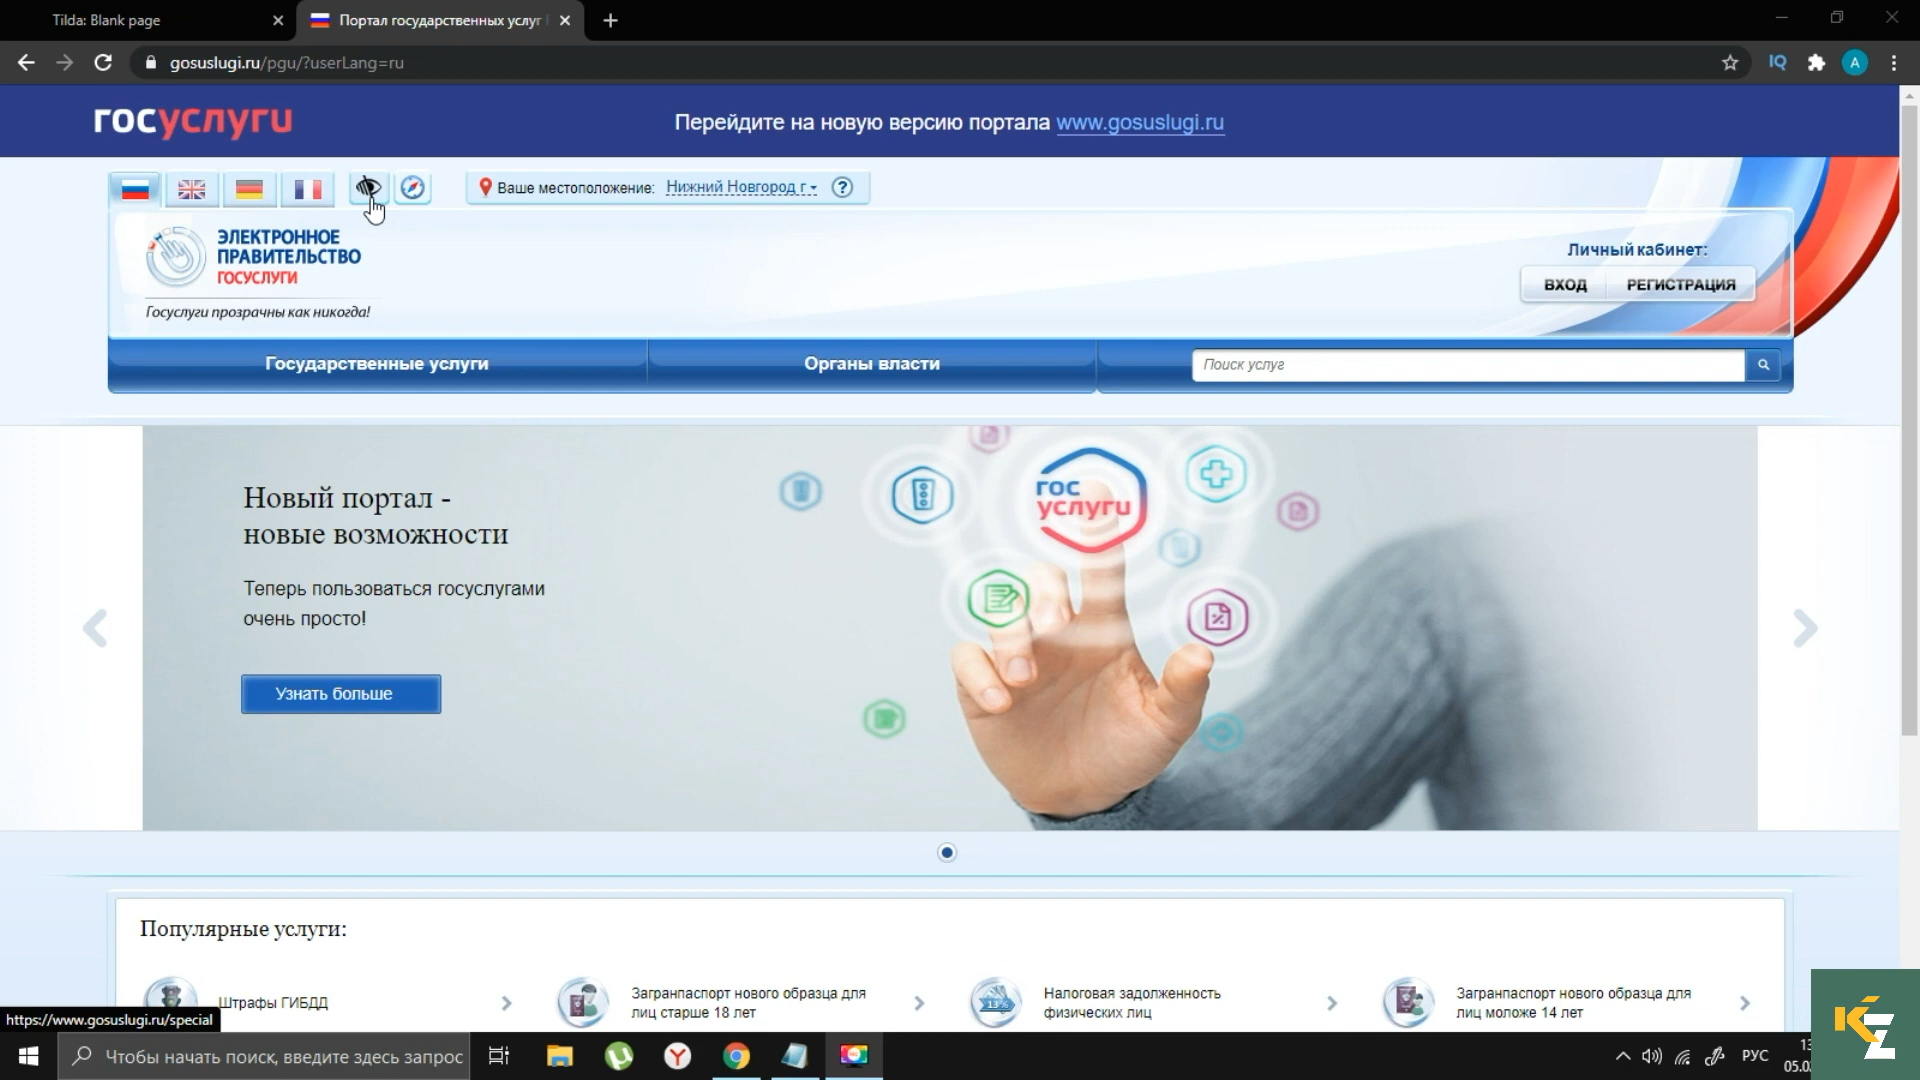 Tilda: Blank page
Портал государственных услуг
gosuslugi.ru/pgu/?userLang=ru
IQ
A
госуслуги
Перейдите на новую версию портала www.gosuslugi.ru
Ваше местоположение: Нижний Новгород г
?
ЭЛЕКТРОННОЕ
ПРАВИТЕЛЬСТВО
ГОСУСЛУГИ
Госуслуги прозрачны как никогда!
Личный кабинет:
ВХОД
РЕГИСТРАЦИЯ
Государственные услуги
Органы власти
Поиск услуг
Новый портал -
новые возможности
Теперь пользоваться госуслугами
очень просто!
Узнать больше
гос
услуги
Популярные услуги:
Штрафы ГИБДД
Загранпаспорт нового образца для
лиц старше 18 лет
13%
Налоговая задолженность
физических лиц
Загранпаспорт нового образца для
лиц моложе 14 лет
https://www.gosuslugi.ru/special
Чтобы начать поиск, введите здесь запрос
РУС
KZ